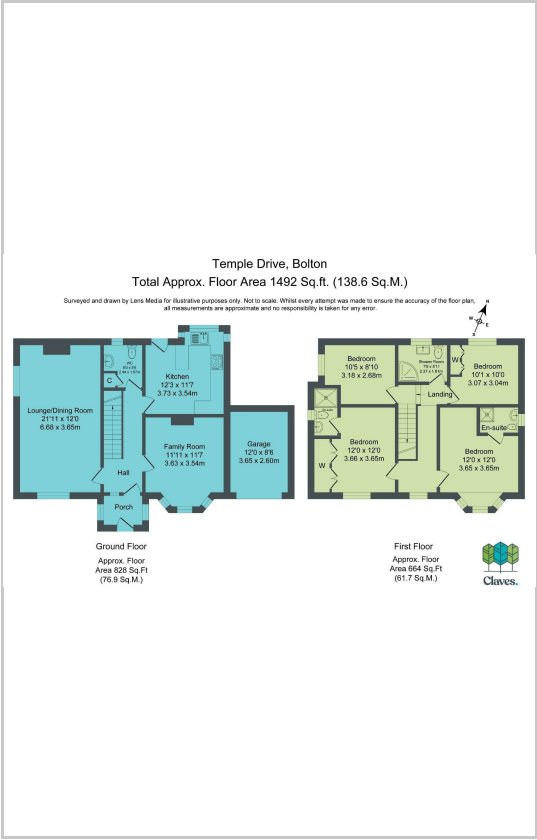 Temple Drive, Bolton
Total Approx. Floor Area 1492 Sq.ft. (138.6 Sq.M.)
Surveyed and drawn by Lens Media for illustrative purposes only. Not to scale. Whilst every attempt was made to ensure the accuracy of the floor plan,
all measurements are approximate and no responsibility is taken for any error.
N
W
E
S
Lounge/Dining Room
21'11 x 12'0
6.68 x 3.65m
WC
C
Kitchen
12'3 x 11'7
3.73 x 3.54m
Family Room
11'11 x 11'7
3.63 x 3.54m
Garage
12'0 x 8'6
3.65 x 2.60m
Hall
Porch
Ground Floor
Approx. Floor
Area 828 Sq.Ft
(76.9 Sq.M.)
Bedroom
10'5 x 8'10
3.18 x 2.68m
Shower Room
W
Bedroom
10'1 x 10'0
3.07 x 3.04m
Landing
En-suite
W
Bedroom
12'0 x 12'0
3.66 x 3.65m
En-suite
Bedroom
12'0 x 12'0
3.65 x 3.65m
First Floor
Approx. Floor
Area 664 Sq.Ft
(61.7 Sq.M.)
Claves.